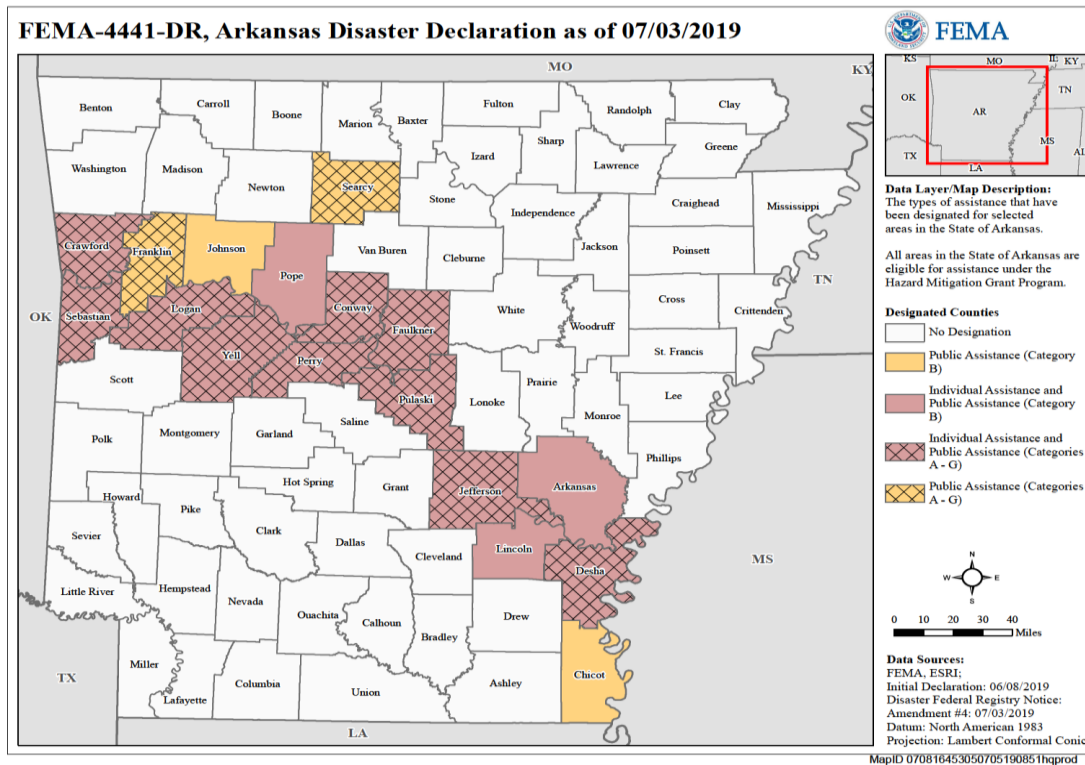 FEMA-4441-DR, Arkansas Disaster Declaration as of 07/03/2019
FEMA
MO
KY
OK
TN
MS
TX
LA
Benton
Carroll
Boone
Marion
Baxter
Fulton
Randolph
Clay
Washington
Madison
Newton
Searcy
Stone
Izard
Sharp
Lawrence
Greene
Independence
Craighead
Mississippi
Crawford
Franklin
Johnson
Pope
Van Buren
Cleburne
Jackson
Poinsett
Sebastian
Logan
Conway
Faulkner
White
Woodruff
Cross
Crittenden
St. Francis
Scott
Yell
Perry
Pulaski
Lonoke
Prairie
Monroe
Lee
Phillips
Polk
Montgomery
Garland
Saline
Hot Spring
Grant
Jefferson
Arkansas
Howard
Pike
Clark
Dallas
Cleveland
Lincoln
Desha
Sevier
Little River
Hempstead
Nevada
Ouachita
Calhoun
Bradley
Drew
Miller
Lafayette
Columbia
Union
Ashley
Chicot
KS
MO
IL
KY
OK
AR
TN
MS
TX
LA
AL
Data Layer/Map Description:
The types of assistance that have
been designated for selected
areas in the State of Arkansas.
All areas in the State of Arkansas are
eligible for assistance under the
Hazard Mitigation Grant Program.
Designated Counties
No Designation
Public Assistance (Category
B)
Individual Assistance and
Public Assistance (Category
B)
Individual Assistance and
Public Assistance (Categories
A - G)
Public Assistance (Categories
A - G)
N
W
E
S
0 10 20 30 40
Miles
Data Sources:
FEMA, ESRI;
Initial Declaration: 06/08/2019
Disaster Federal Registry Notice:
Amendment #4: 07/03/2019
Datum: North American 1983
Projection: Lambert Conformal Conic
MapID 070816453050705190851hqprod